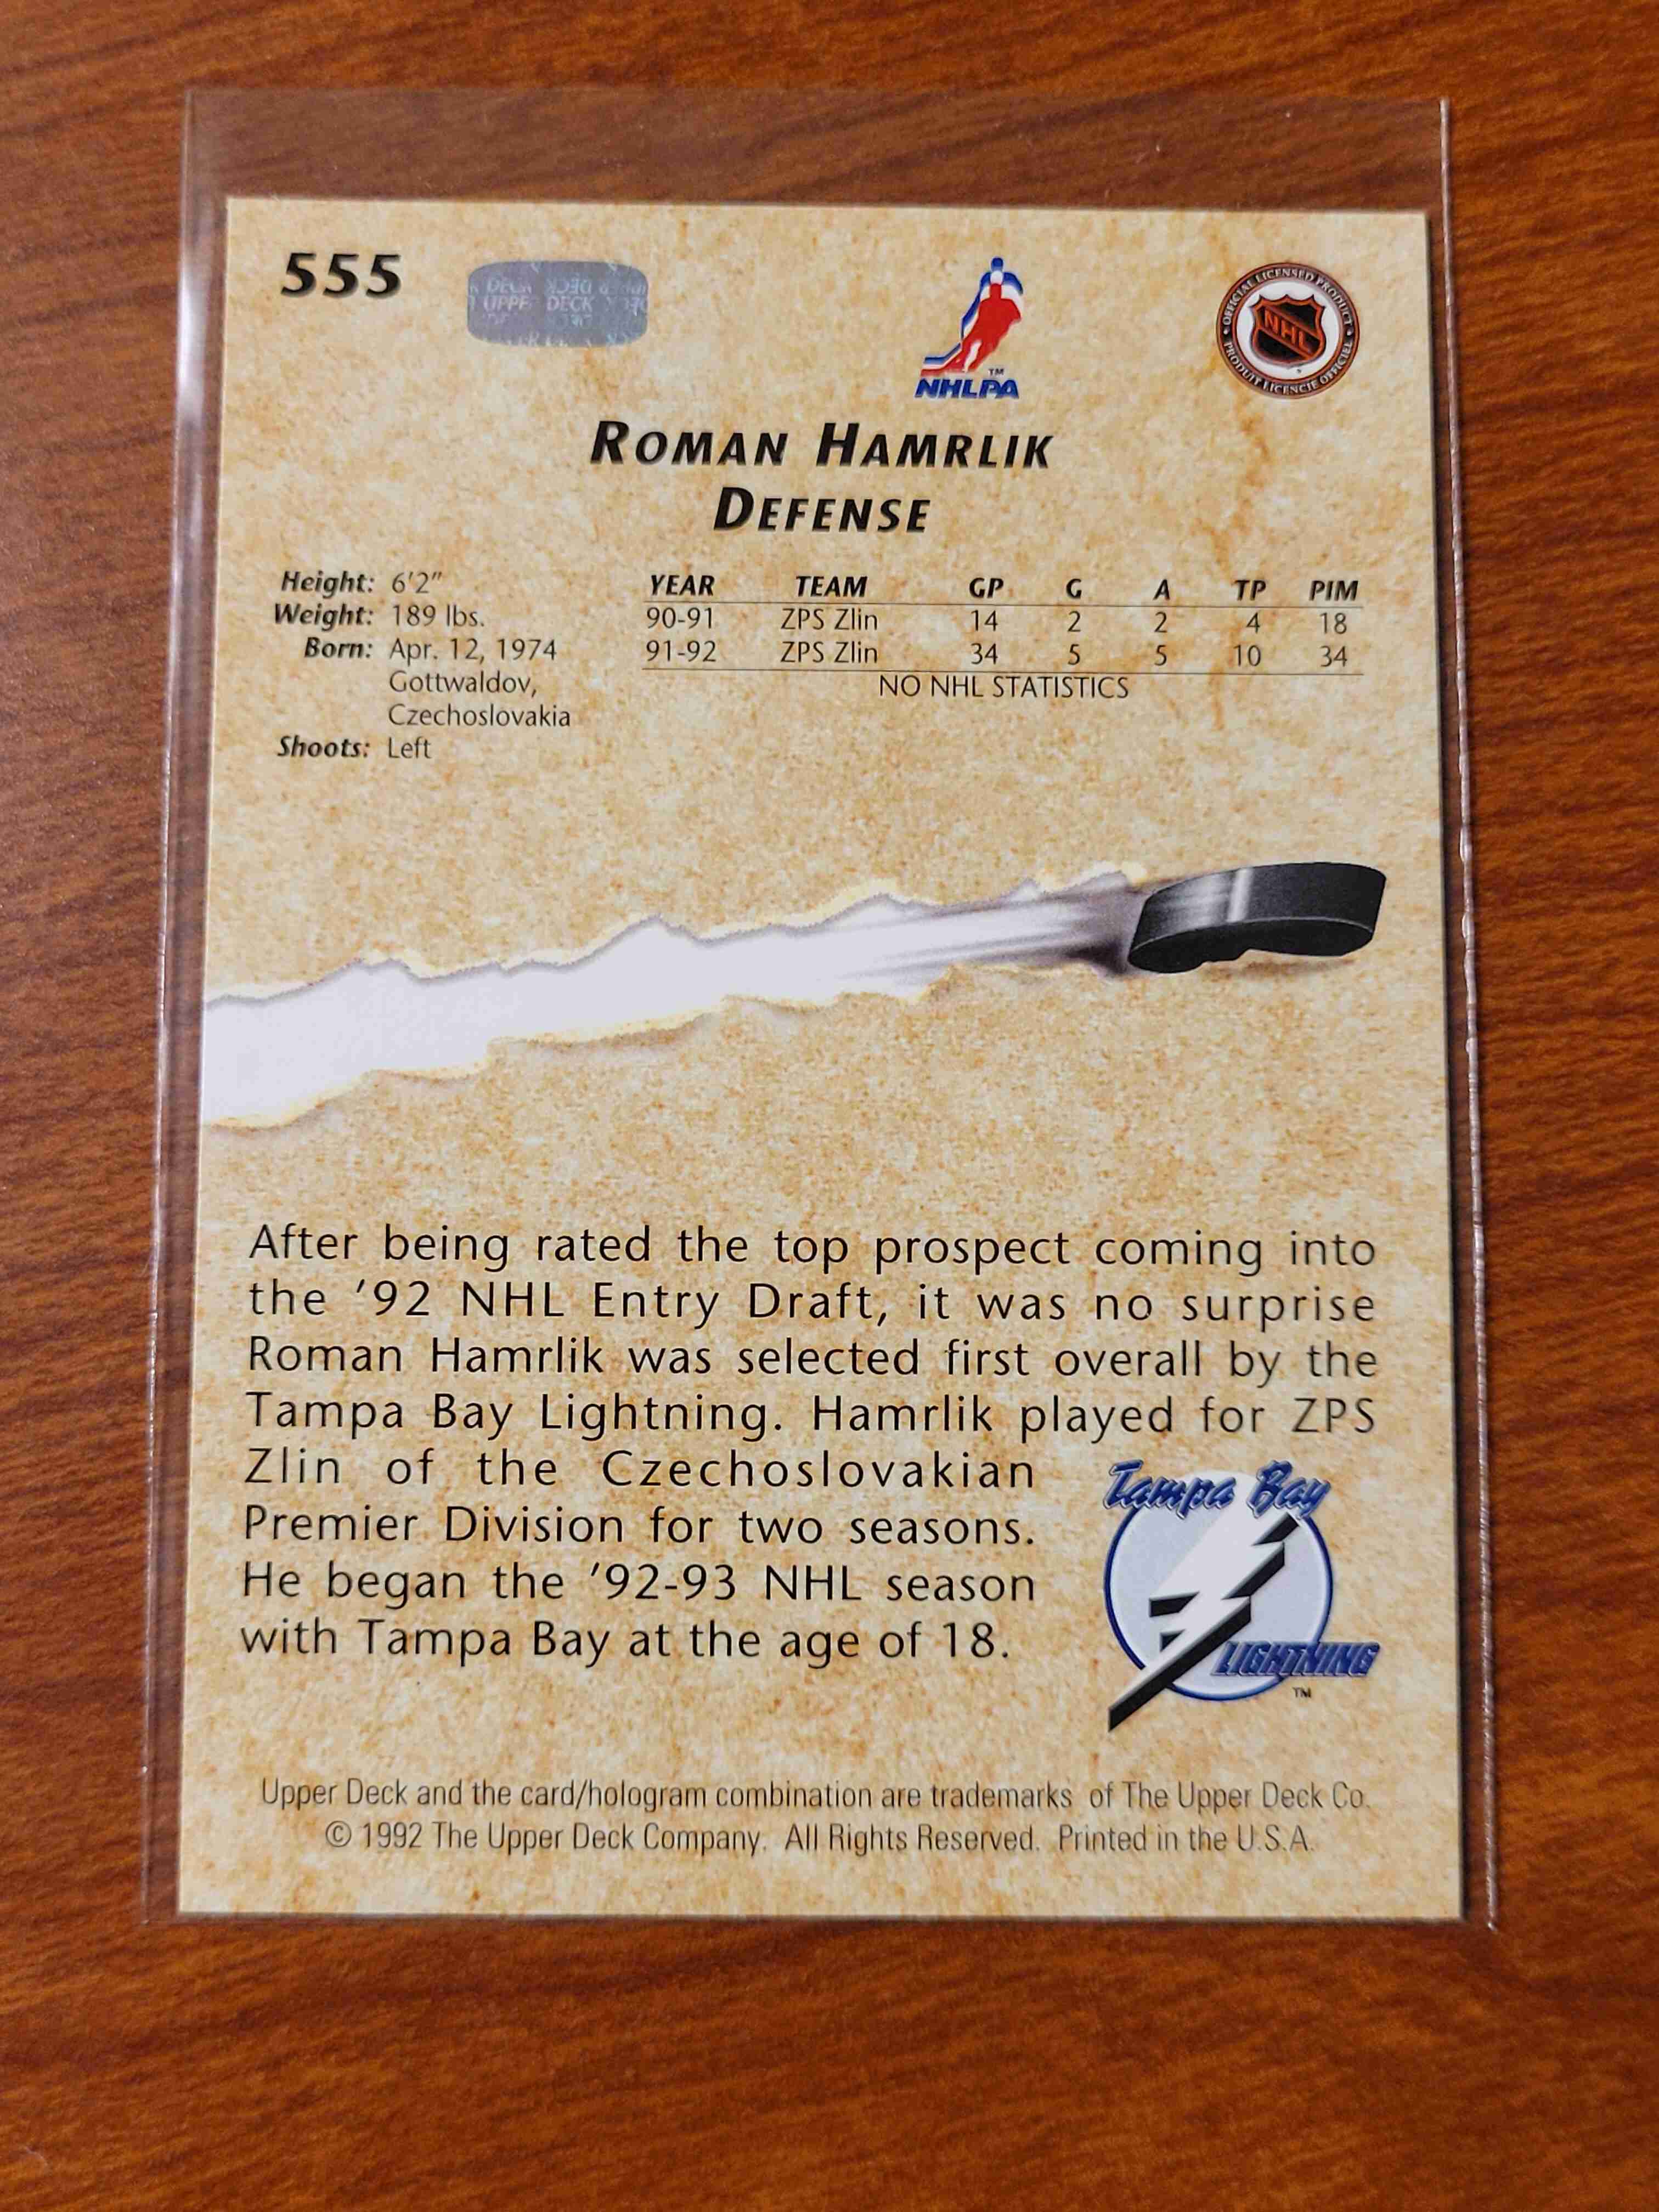 555
UPPER DECK
NHLPA
TM
OFFICIAL LICENSED PRODUCT
NHL
PRODUIT LICENCIE OFFICIEL
ROMAN HAMRLIK
DEFENSE
Height: 6'2"
Weight: 189 lbs.
Born: Apr. 12, 1974
Gottwaldov,
Czechoslovakia
Shoots: Left
YEAR TEAM GP G A TP PIM
90-91 ZPS Zlin 14 2 2 4 18
91-92 ZPS Zlin 34 5 5 10 34
NO NHL STATISTICS
After being rated the top prospect coming into
the '92 NHL Entry Draft, it was no surprise
Roman Hamrlik was selected first overall by the
Tampa Bay Lightning. Hamrlik played for ZPS
Zlin of the Czechoslovakian
Premier Division for two seasons.
He began the '92-93 NHL season
with Tampa Bay at the age of 18.
Tampa Bay
LIGHTNING
TM
Upper Deck and the card/hologram combination are trademarks of The Upper Deck Co.
© 1992 The Upper Deck Company. All Rights Reserved. Printed in the U.S.A.